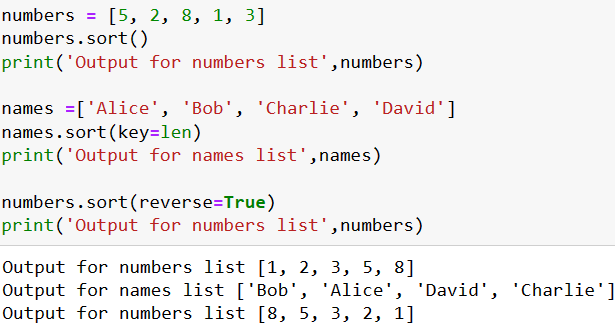 numbers = [5, 2, 8, 1, 3]
numbers.sort()
print('Output for numbers list',numbers)
names =['Alice', 'Bob', 'Charlie', 'David']
names.sort(key=len)
print('Output for names list',names)
numbers.sort(reverse=True)
print('Output for numbers list',numbers)
Output for numbers list [1, 2, 3, 5, 8]
Output for names list ['Bob', 'Alice', 'David', 'Charlie']
Output for numbers list [8, 5, 3, 2, 1]